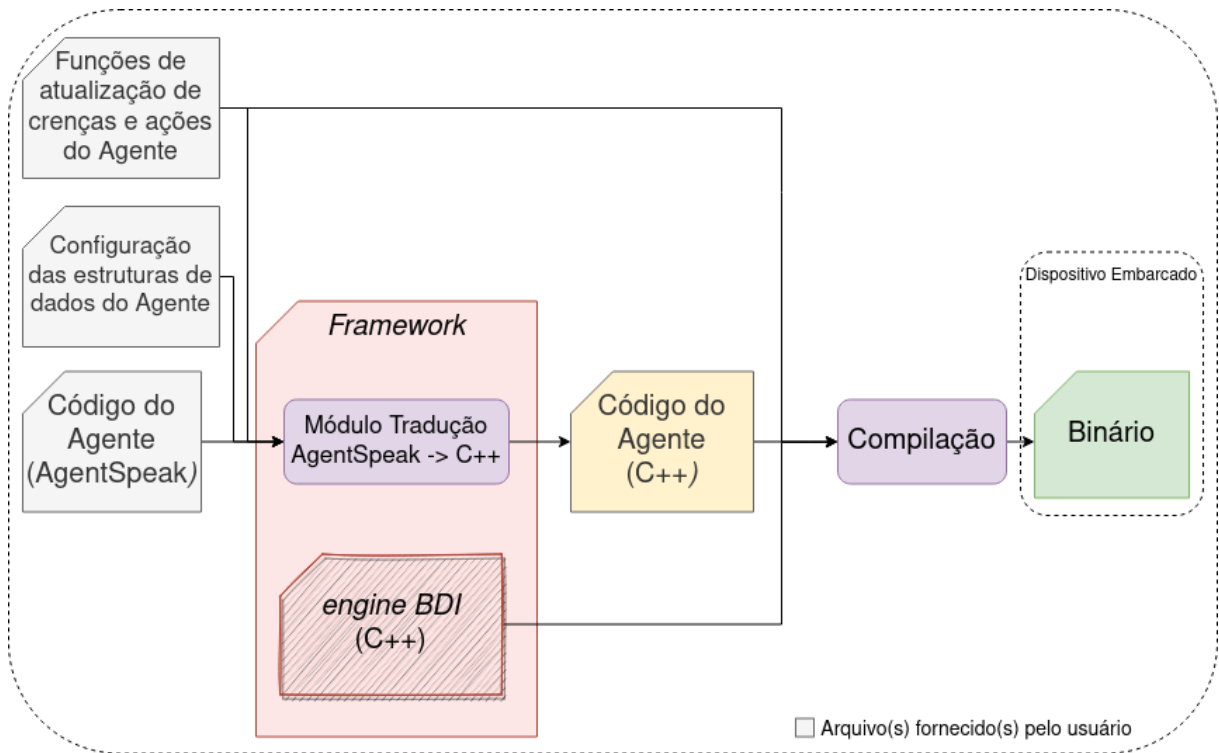 Funções de
atualização de
crenças e ações
do Agente
Configuração
das estruturas de
dados do Agente
Código do
Agente
(AgentSpeak)
Framework
Módulo Tradução
AgentSpeak -> C++
engine BDI
(C++)
Código do
Agente
(C++)
Compilação
Dispositivo Embarcado
Binário
Arquivo(s) fornecido(s) pelo usuário